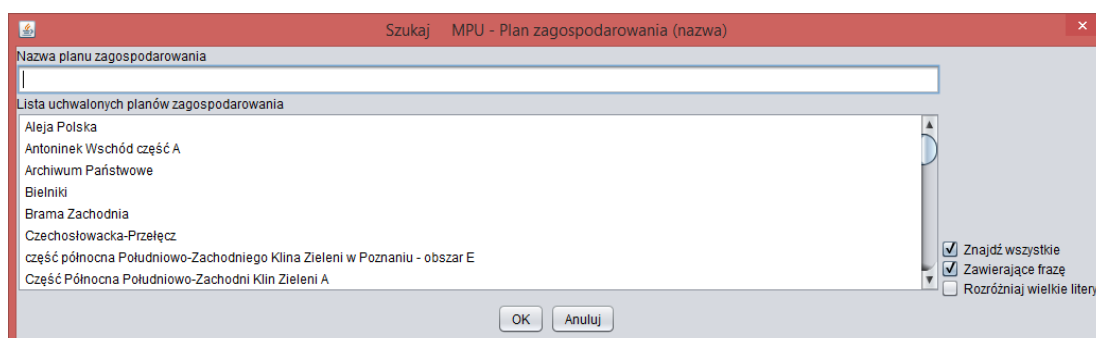 Szukaj MPU - Plan zagospodarowania (nazwa)
Nazwa planu zagospodarowania
Lista uchwalonych planów zagospodarowania
Aleja Polska
Antoninek Wschód część A
Archiwum Państwowe
Bielniki
Brama Zachodnia
Czechosłowacka-Przełęcz
część północna Południowo-Zachodniego Klina Zieleni w Poznaniu - obszar E
Część Północna Południowo-Zachodni Klin Zieleni A
Znajdź wszystkie
Zawierające frazę
Rozróżniaj wielkie litery
OK Anuluj